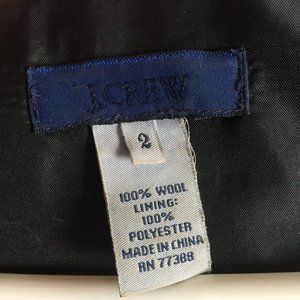 J.CREW
2
100% WOOL
LINING:
100%
POLYESTER
MADE IN CHINA
RN 77388